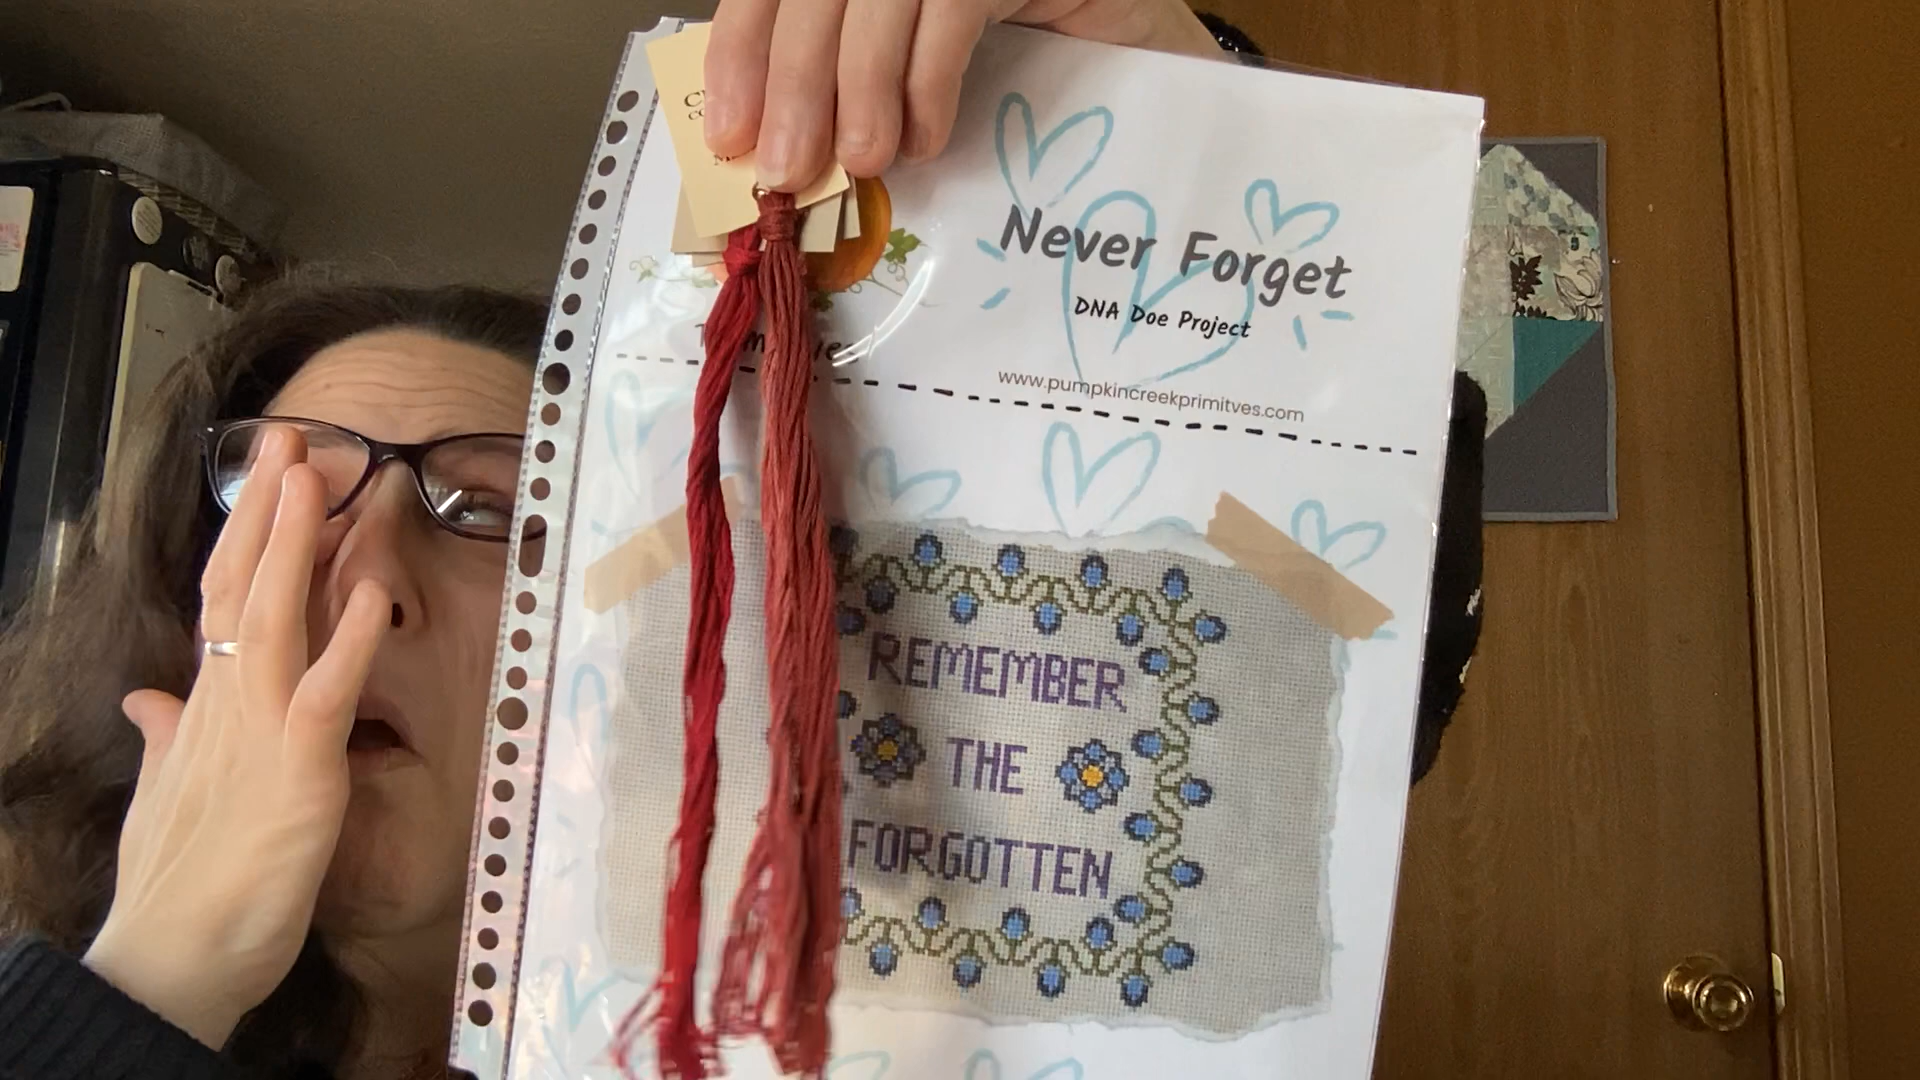 Never Forget
DNA Doe Project
www.pumpkincreekprimitves.com
REMEMBER
THE
FORGOTTEN